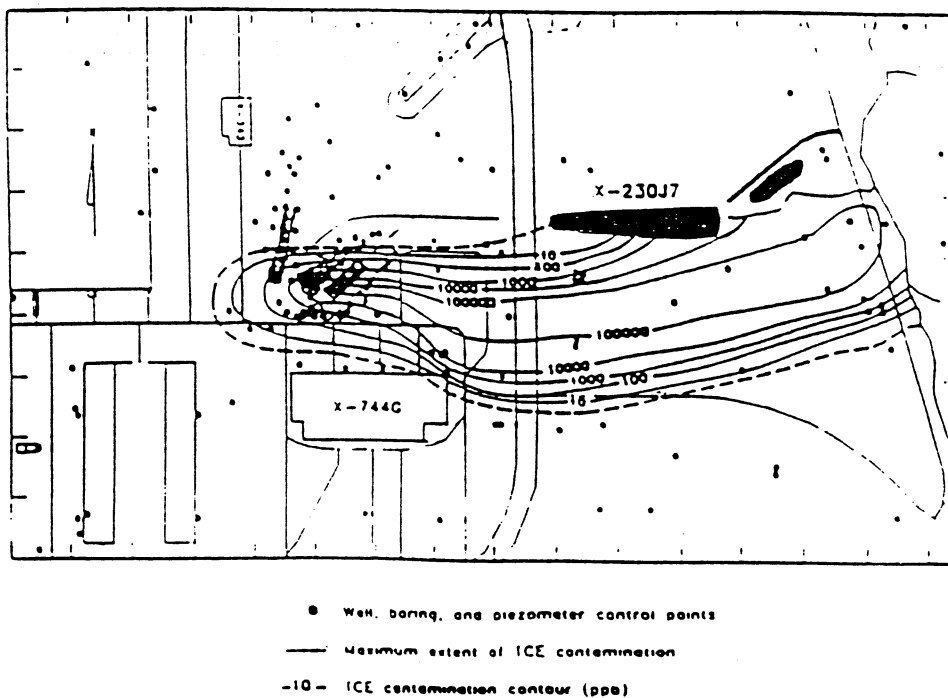 X-230J7
10
100
1000
10000
100000
100000
10000
1000
100
10
X-744G
Well, boring, and piezometer control points
Maximum extent of TCE contamination
-10- TCE contamination contour (ppb)